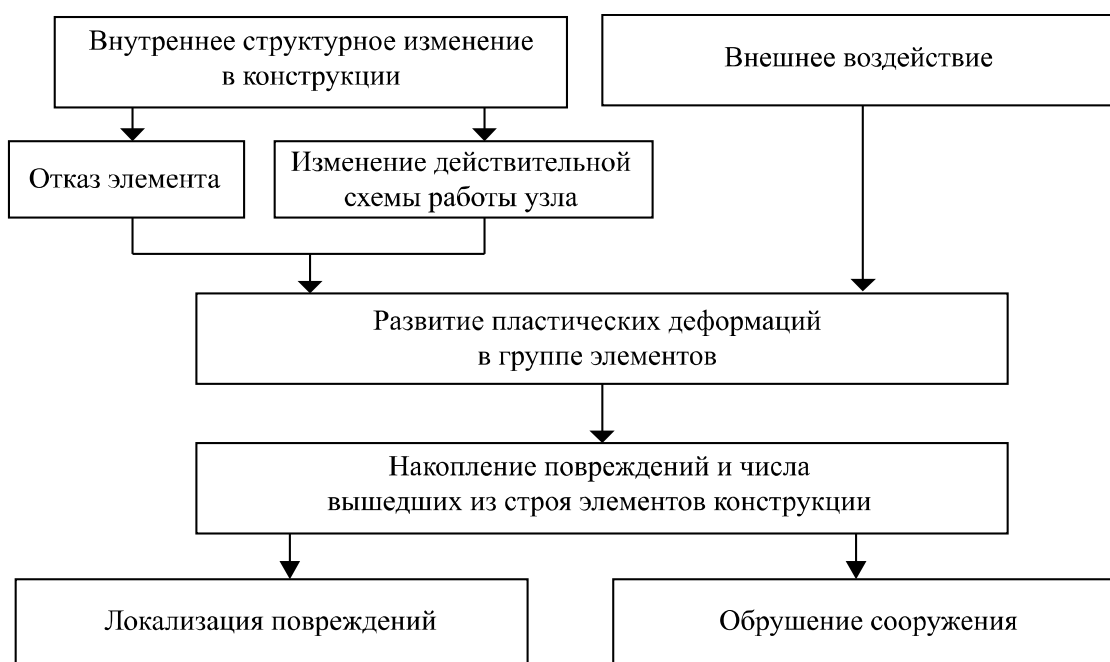 Внутреннее структурное изменение
в конструкции
Внешнее воздействие
Отказ элемента
Изменение действительной
схемы работы узла
Развитие пластических деформаций
в группе элементов
Накопление повреждений и числа
вышедших из строя элементов конструкции
Локализация повреждений
Обрушение сооружения